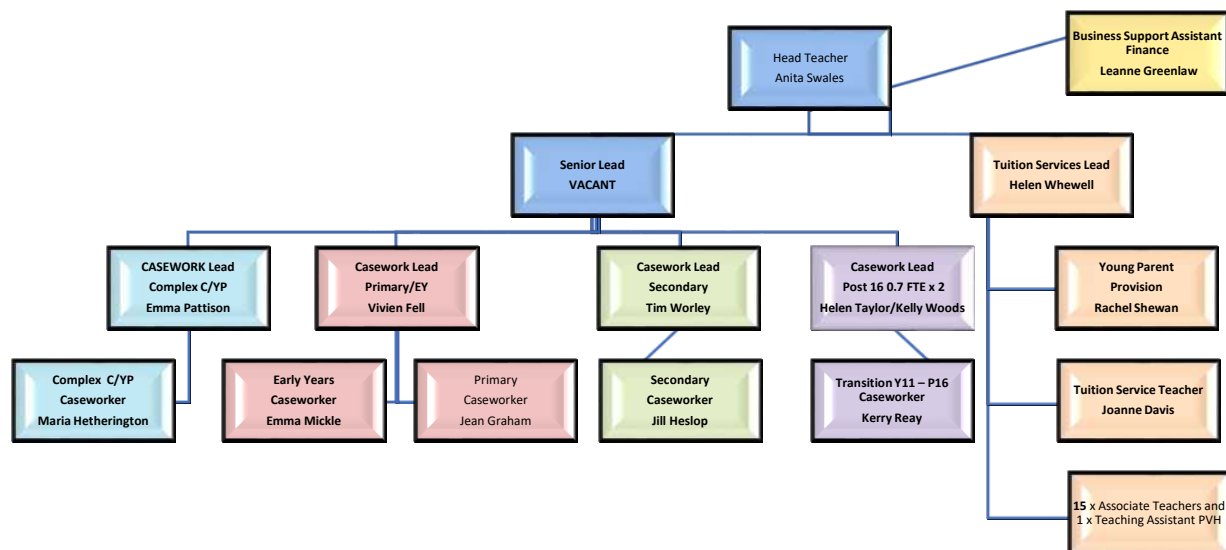 Head Teacher
Anita Swales
Business Support Assistant
Finance
Leanne Greenlaw
Senior Lead
VACANT
Tuition Services Lead
Helen Whewell
CASEWORK Lead
Complex C/YP
Emma Pattison
Casework Lead
Primary/EY
Vivien Fell
Casework Lead
Secondary
Tim Worley
Casework Lead
Post 16 0.7 FTE x 2
Helen Taylor/Kelly Woods
Young Parent
Provision
Rachel Shewan
Complex C/YP
Caseworker
Maria Hetherington
Early Years
Caseworker
Emma Mickle
Primary
Caseworker
Jean Graham
Secondary
Caseworker
Jill Heslop
Transition Y11 – P16
Caseworker
Kerry Reay
Tuition Service Teacher
Joanne Davis
15 x Associate Teachers and
1 x Teaching Assistant PVH